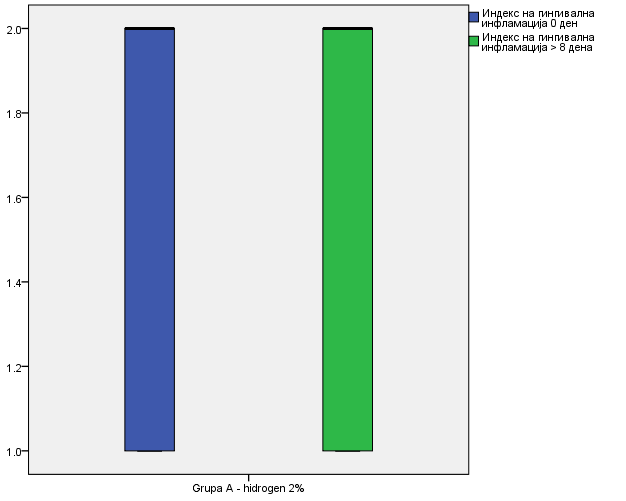 Индекс на гингивална
инфламација 0 ден
Индекс на гингивална
инфламација > 8 дена
2.0
1.8
1.6
1.4
1.2
1.0
Grupa A - hidrogen 2%